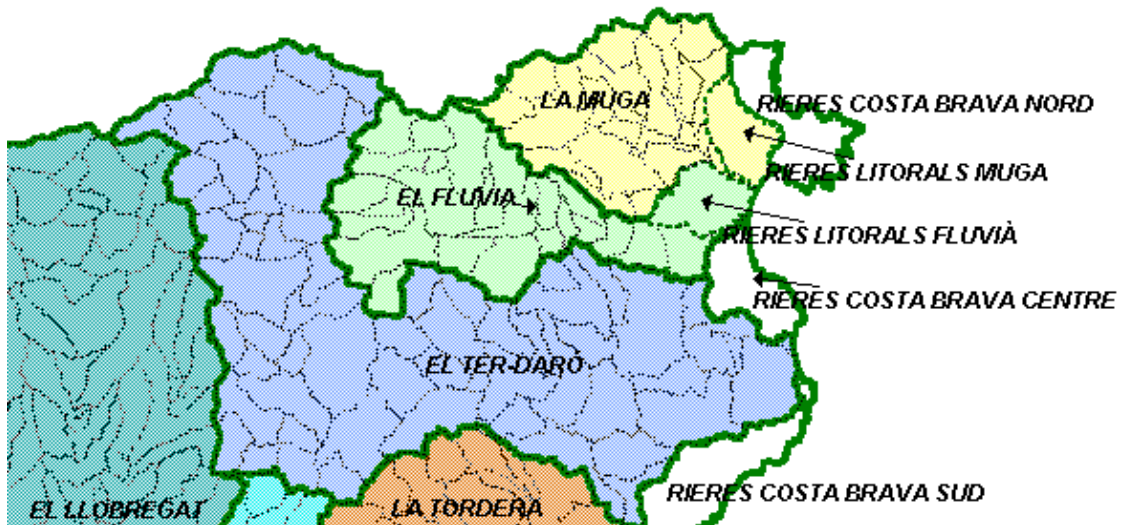 LA MUGA
RIERES COSTA BRAVA NORD
RIERES LITORALS MUGA
EL FLUVIA
RIERES LITORALS FLUVIÀ
RIERES COSTA BRAVA CENTRE
EL TER-DARÓ
RIERES COSTA BRAVA SUD
EL LLOBREGAT
LA TORDERA